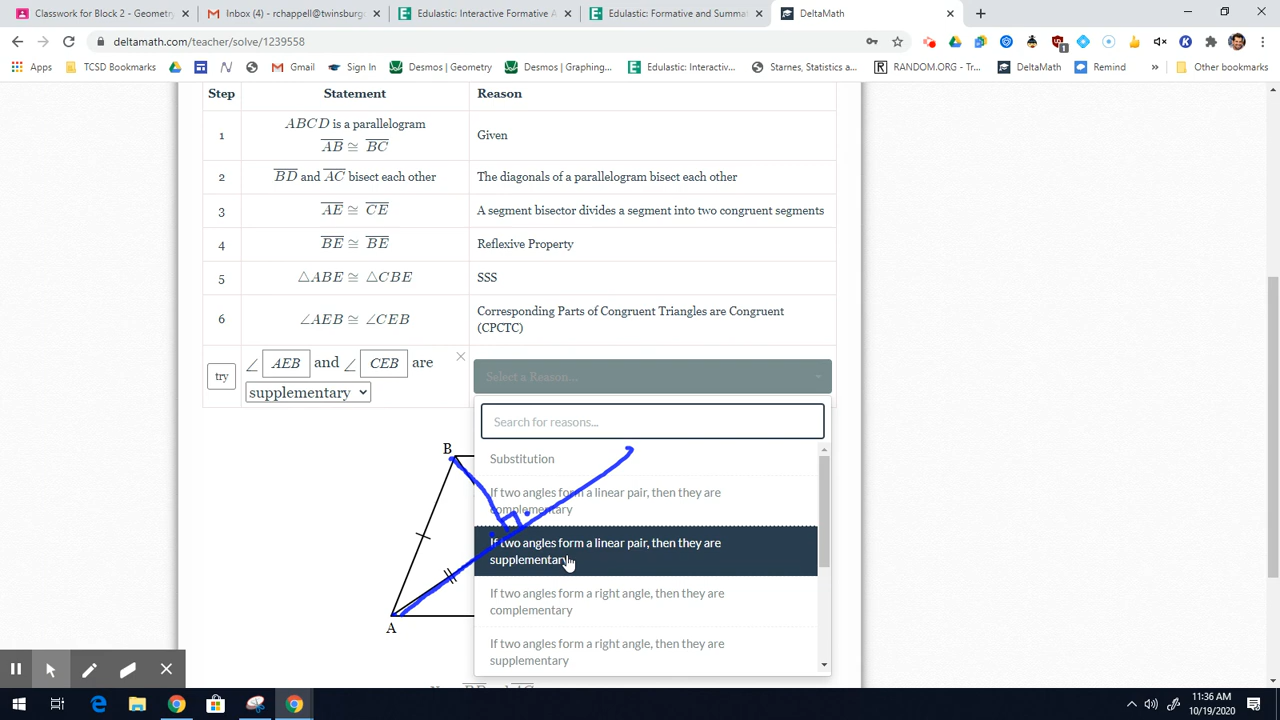 Classwork for Block 2 - Geometry
Inbox (4) - rchappell@twinsburg.
Edulastic Interactive Formative A
Edulastic: Formative and Summa
DeltaMath
deltamath.com/teacher/solve/1239558
Apps
TCSD Bookmarks
Gmail
Sign In
Desmos | Geometry
Desmos | Graphing...
Edulastic: Interactiv...
Starnes, Statistics a...
RANDOM.ORG - Tr...
DeltaMath
Remind
»
Other bookmarks
Step Statement Reason
1 ABCD is a parallelogram
AB ≅ BC Given
2 BD and AC bisect each other The diagonals of a parallelogram bisect each other
3 AE ≅ CE A segment bisector divides a segment into two congruent segments
4 BE ≅ BE Reflexive Property
5 △ABE ≅ △CBE SSS
6 ∠AEB ≅ ∠CEB Corresponding Parts of Congruent Triangles are Congruent
(CPCTC)
try ∠ AEB and ∠ CEB are
supplementary
Select a Reason...
Search for reasons...
Substitution
If two angles form a linear pair, then they are
complementary
If two angles form a linear pair, then they are
supplementary
If two angles form a right angle, then they are
complementary
If two angles form a right angle, then they are
supplementary
B
A
11:36 AM
10/19/2020